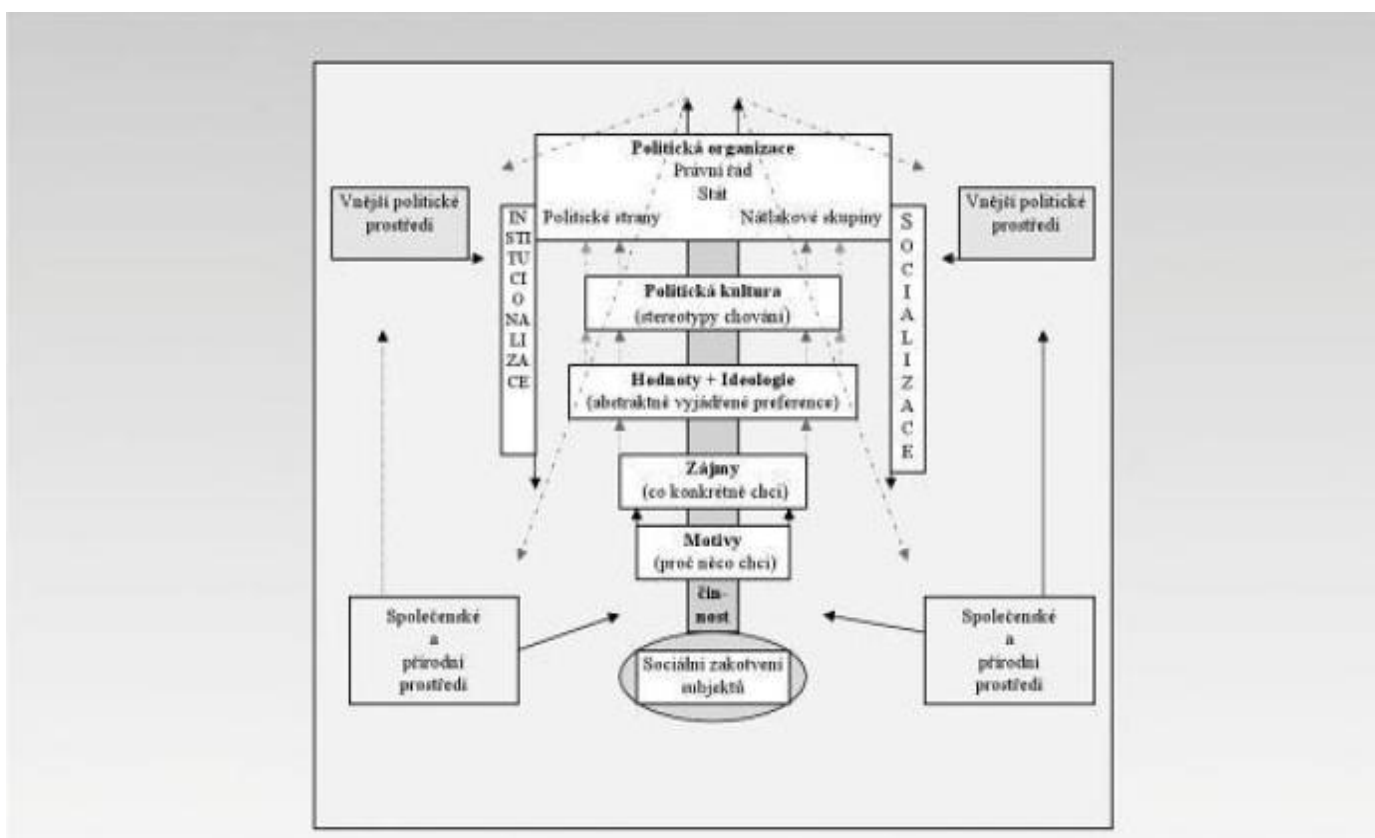 Politická organizace
Právní řád
Stát
Politické strany
Nátlakové skupiny
Vnější politické
prostředí
IN
STI
TU
CI
O
NA
LI
ZA
CE
S
O
C
I
A
L
I
Z
A
C
E
Vnější politické
prostředí
Politická kultura
(stereotypy chování)
Hodnoty + Ideologie
(abstraktně vyjádřené preference)
Zájmy
(co konkrétně chci)
Motivy
(proč něco chci)
čin-
nost
Společenské
a
přírodní
prostředí
Sociální zakotvení
subjektů
Společenské
a
přírodní
prostředí